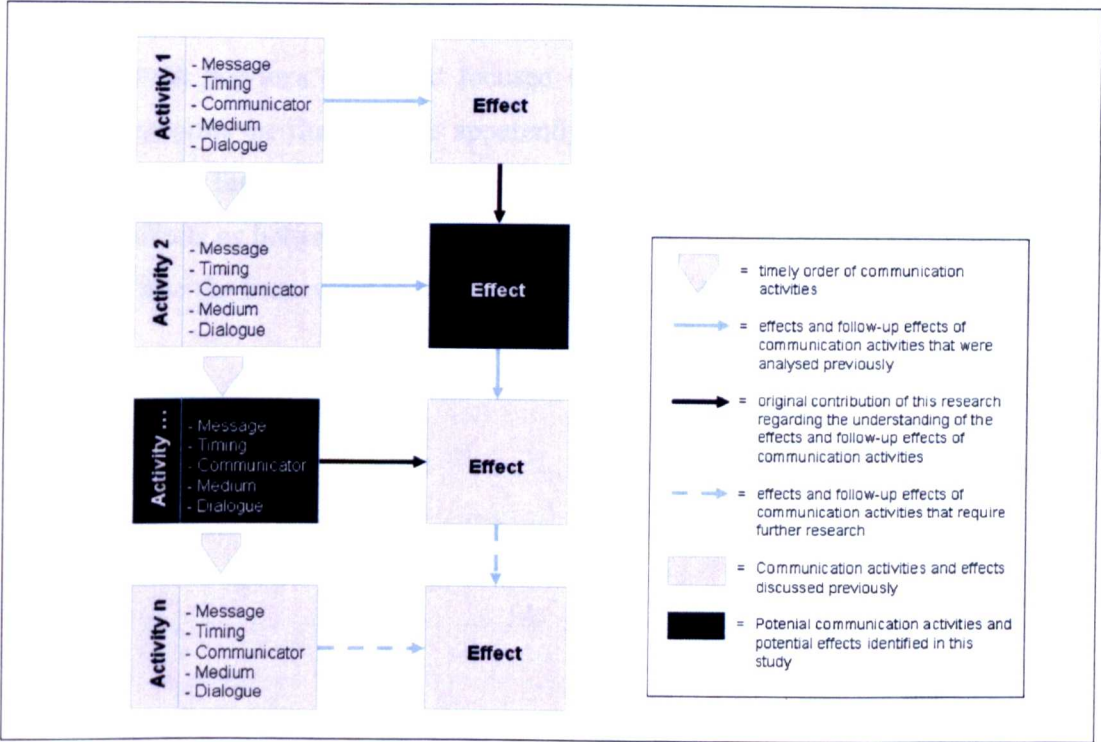 Activity 1
- Message
- Timing
- Communicator
- Medium
- Dialogue
Effect
focused
Activity 2
- Message
- Timing
- Communicator
- Medium
- Dialogue
Effect
Activity ...
- Message
- Timing
- Communicator
- Medium
- Dialogue
Effect
Activity n
- Message
- Timing
- Communicator
- Medium
- Dialogue
Effect
= timely order of communication
activities
= effects and follow-up effects of
communication activities that were
analysed previously
= original contribution of this research
regarding the understanding of the
effects and follow-up effects of
communication activities
= effects and follow-up effects of
communication activities that require
further research
= Communication activities and effects
discussed previously
= Potenial communication activities and
potential effects identified in this
study